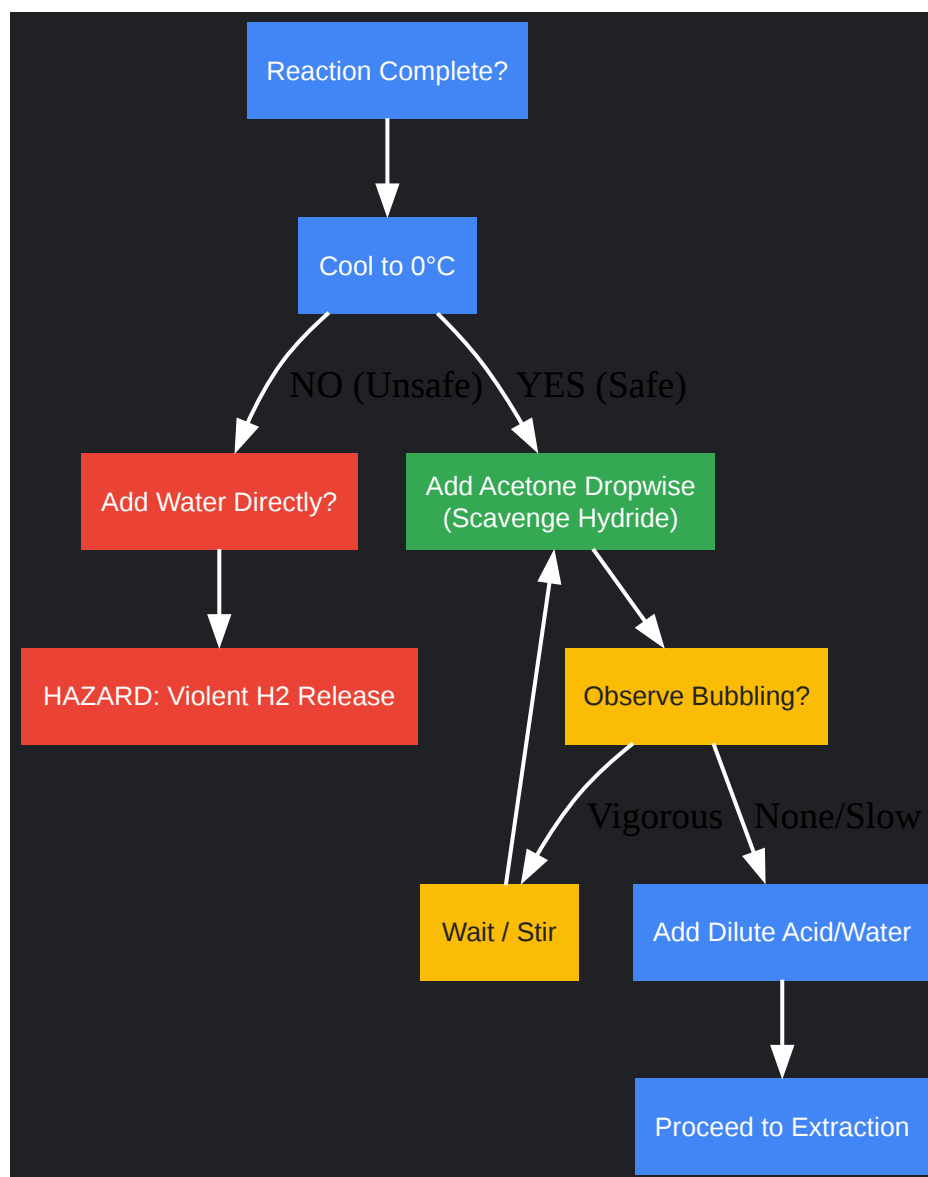 Reaction Complete?
Cool to 0°C
NO (Unsafe)
YES (Safe)
Add Water Directly?
Add Acetone Dropwise
(Scavenge Hydride)
HAZARD: Violent H2 Release
Observe Bubbling?
Vigorous
None/Slow
Wait / Stir
Add Dilute Acid/Water
Proceed to Extraction